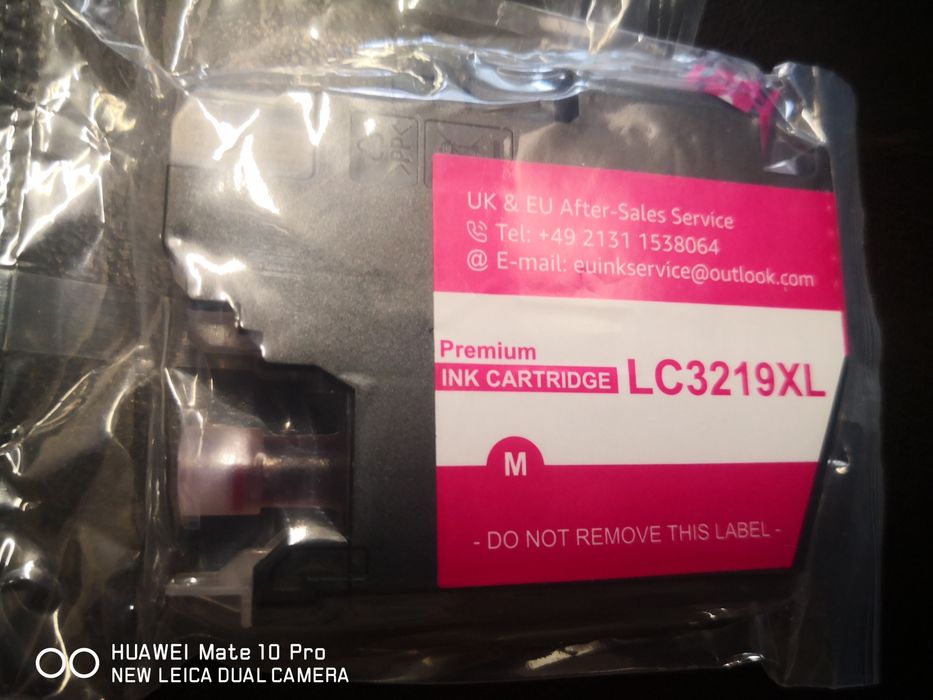 >PP<
UK & EU After-Sales Service
Tel: +49 2131 1538064
@ E-mail: euinkservice@outlook.com
Premium
INK CARTRIDGE LC3219XL
M
- DO NOT REMOVE THIS LABEL -
HUAWEI Mate 10 Pro
NEW LEICA DUAL CAMERA